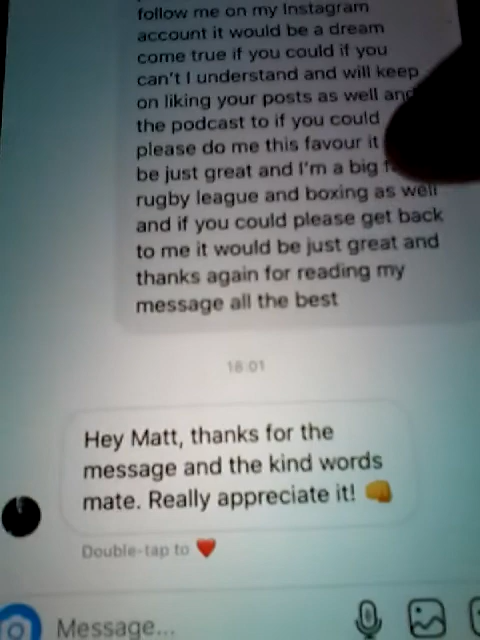 follow me on my Instagram
account it would be a dream
come true if you could if you
can't I understand and will keep
on liking your posts as well and
the podcast to if you could
please do me this favour it
be just great and I'm a big
rugby league and boxing as well
and if you could please get back
to me it would be just great and
thanks again for reading my
message all the best
18:01
Hey Matt, thanks for the
message and the kind words
mate. Really appreciate it! 👊
Double-tap to ❤️
Message...